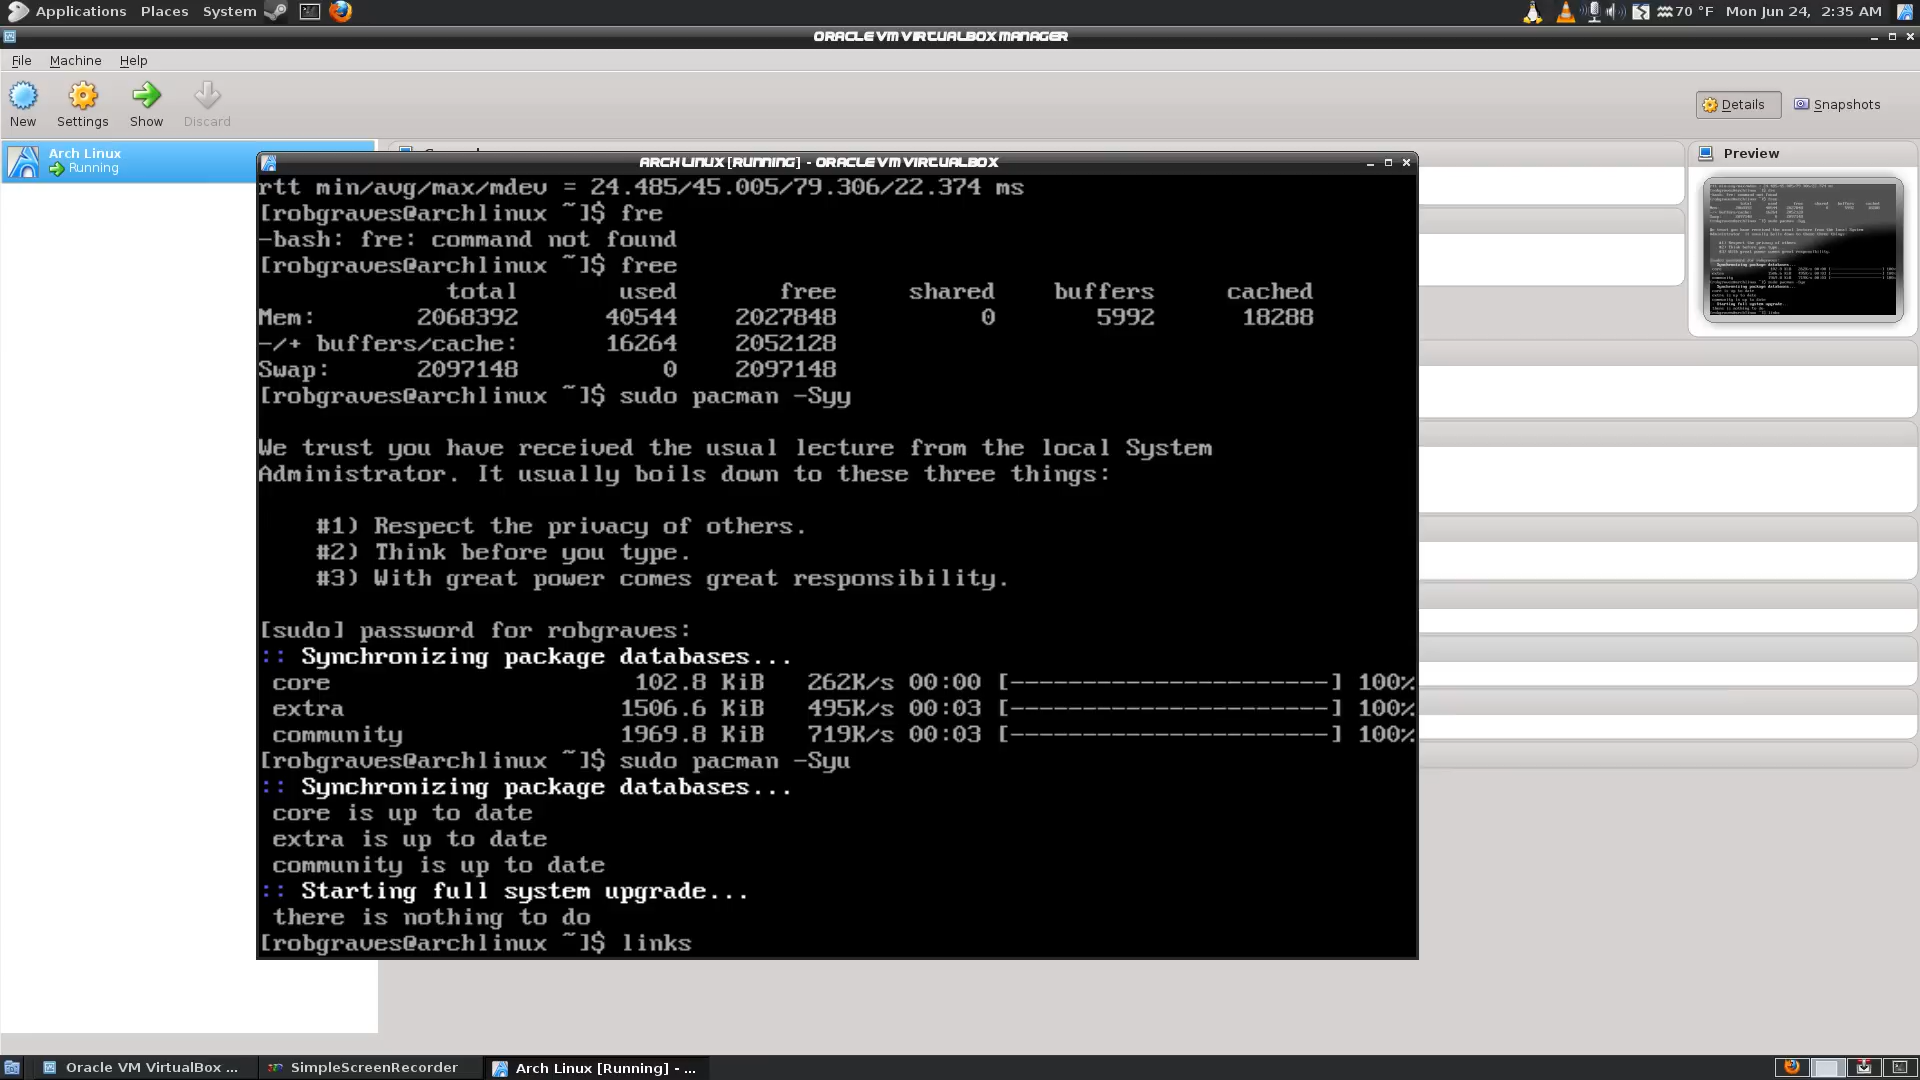 Applications Places System 70 °F Mon Jun 24, 2:35 AM
ORACLE VM VIRTUALBOX MANAGER
File Machine Help
New Settings Show Discard Details Snapshots
Arch Linux
Running
Preview
ARCH LINUX [RUNNING] - ORACLE VM VIRTUALBOX
rtt min/avg/max/mdev = 24.485/45.005/79.306/22.374 ms
[robgraves@archlinux ~]$ fre
-bash: fre: command not found
[robgraves@archlinux ~]$ free
total used free shared buffers cached
Mem: 2068392 40544 2027848 0 5992 18288
-/+ buffers/cache: 16264 2052128
Swap: 2097148 0 2097148
[robgraves@archlinux ~]$ sudo pacman -Syy
We trust you have received the usual lecture from the local System
Administrator. It usually boils down to these three things:
#1) Respect the privacy of others.
#2) Think before you type.
#3) With great power comes great responsibility.
[sudo] password for robgraves:
:: Synchronizing package databases...
core 102.8 KiB 262K/s 00:00 [----------------------] 100%
extra 1506.6 KiB 495K/s 00:03 [----------------------] 100%
community 1969.8 KiB 719K/s 00:03 [----------------------] 100%
[robgraves@archlinux ~]$ sudo pacman -Syu
:: Synchronizing package databases...
core is up to date
extra is up to date
community is up to date
:: Starting full system upgrade...
there is nothing to do
[robgraves@archlinux ~]$ links
Oracle VM VirtualBox ... SimpleScreenRecorder Arch Linux [Running] - ...